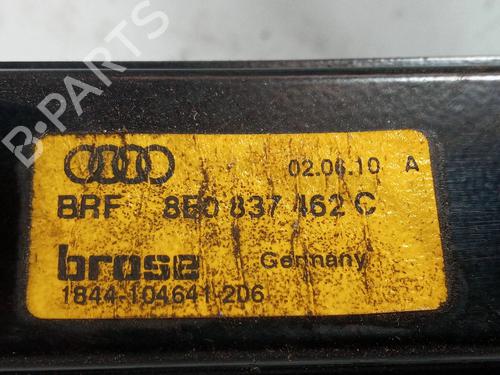 B-PARTS
02.06.10 A
BRF 8E0 837 462 C
brose Germany
1844-104641-206